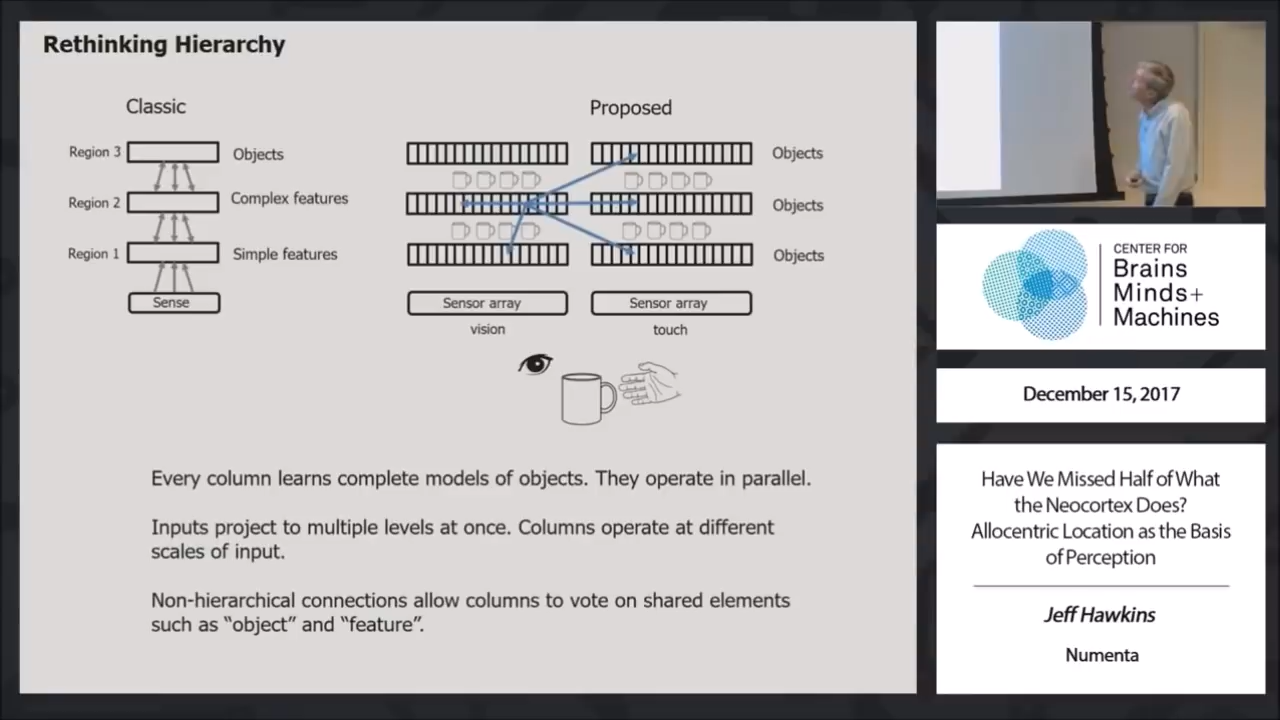 Rethinking Hierarchy
Classic
Proposed
Region 3
Objects
Objects
Region 2
Complex features
Objects
Region 1
Simple features
Objects
Sense
Sensor array
Sensor array
vision
touch
Every column learns complete models of objects. They operate in parallel.
Inputs project to multiple levels at once. Columns operate at different
scales of input.
Non-hierarchical connections allow columns to vote on shared elements
such as “object” and “feature”.
CENTER FOR
Brains
Minds+
Machines
December 15, 2017
Have We Missed Half of What
the Neocortex Does?
Allocentric Location as the Basis
of Perception
Jeff Hawkins
Numenta